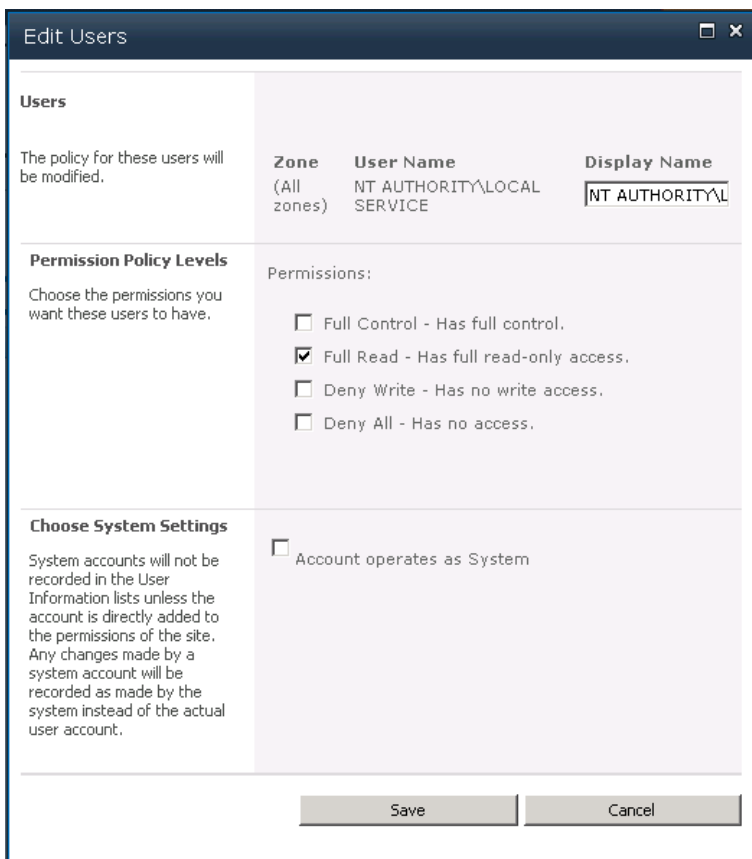 Edit Users
Users
The policy for these users will
be modified.
Zone User Name Display Name
(All NT AUTHORITY\LOCAL NT AUTHORITY\L
zones) SERVICE
Permission Policy Levels
Choose the permissions you
want these users to have.
Permissions:
Full Control - Has full control.
Full Read - Has full read-only access.
Deny Write - Has no write access.
Deny All - Has no access.
Choose System Settings
System accounts will not be
recorded in the User
Information lists unless the
account is directly added to
the permissions of the site.
Any changes made by a
system account will be
recorded as made by the
system instead of the actual
user account.
Account operates as System
Save Cancel